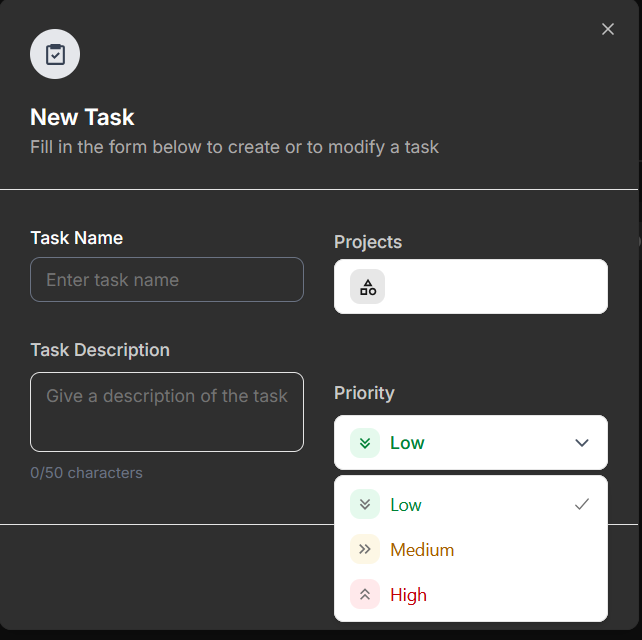 New Task
Fill in the form below to create or to modify a task
Task Name
Enter task name
Projects
Task Description
Give a description of the task
0/50 characters
Priority
Low
Low
Medium
High